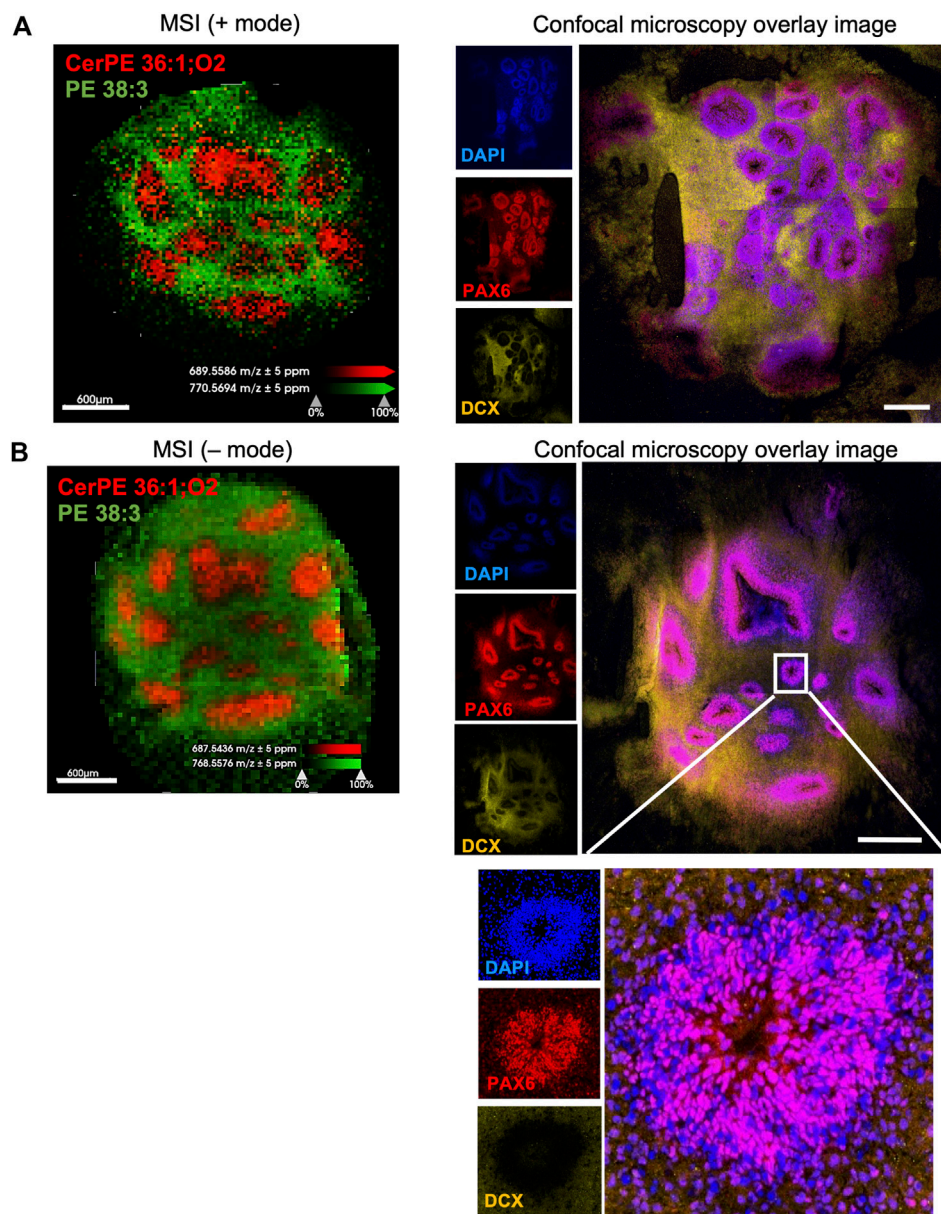 A
MSI (+ mode)
Confocal microscopy overlay image
CerPE 36:1;O2
PE 38:3
689.5586 m/z ± 5 ppm
770.5694 ± 5 ppm
0%
100%
600µm
DAPI
PAX6
DCX
B
MSI (– mode)
Confocal microscopy overlay image
CerPE 36:1;O2
PE 38:3
687.5436 m/z ± 5 ppm
768.5576 m/z ± 5 ppm
0%
100%
600µm
DAPI
PAX6
DCX
DAPI
PAX6
DCX